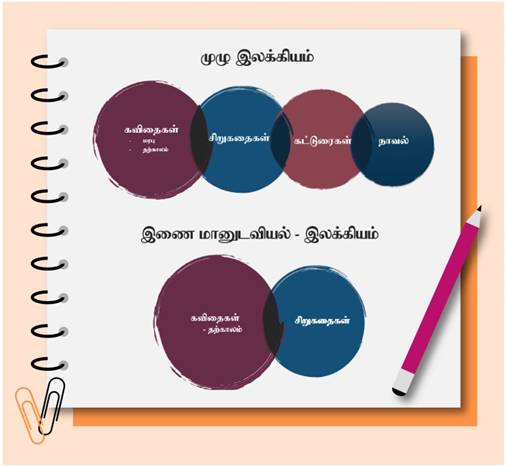 முழு இலக்கியம்
கவிதைகள்
- மரபு
- தற்காலம்
சிறுகதைகள்
கட்டுரைகள்
நாவல்
இணை மானுடவியல் - இலக்கியம்
கவிதைகள்
- தற்காலம்
சிறுகதைகள்